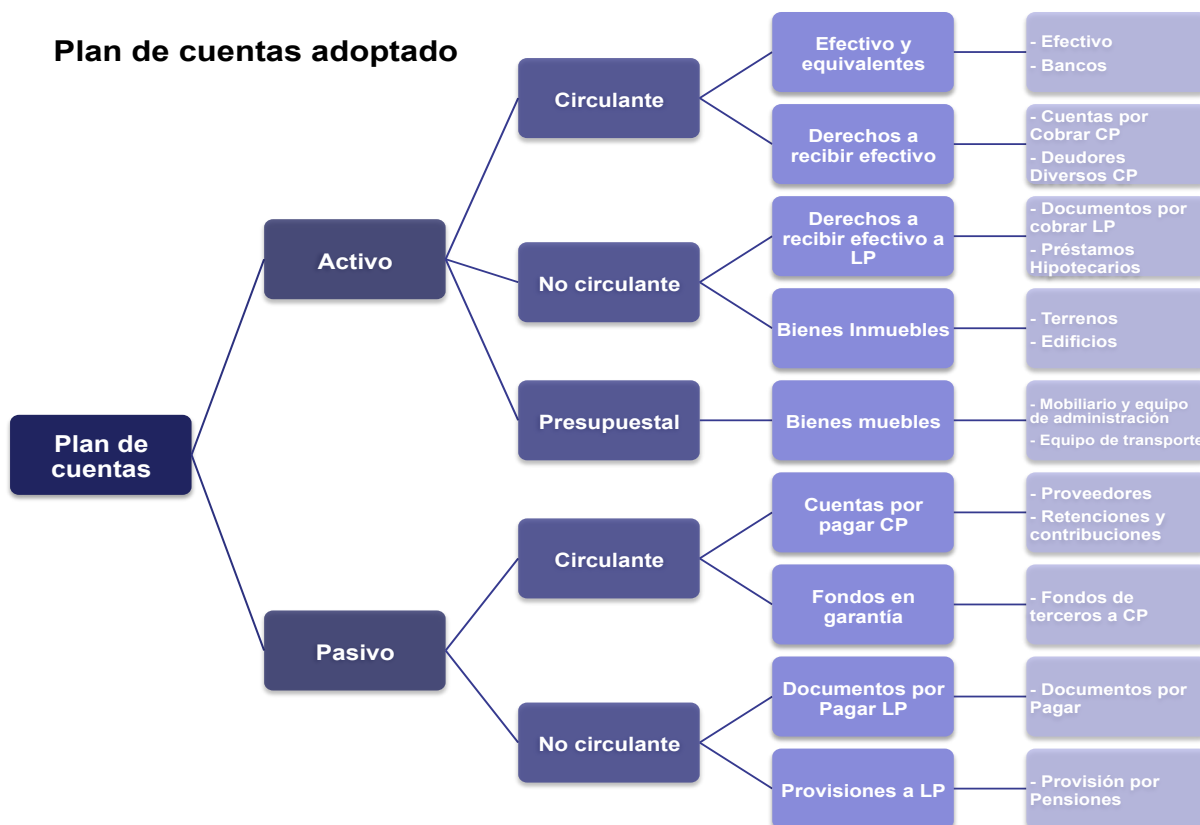 Plan de cuentas adoptado
Plan de
cuentas
Activo
Circulante
Efectivo y
equivalentes
- Efectivo
- Bancos
Derechos a
recibir efectivo
- Cuentas por
Cobrar CP
- Deudores
Diversos CP
No circulante
Derechos a
recibir efectivo a
LP
- Documentos por
cobrar LP
- Préstamos
Hipotecarios
Bienes Inmuebles
- Terrenos
- Edificios
Presupuestal
Bienes muebles
- Mobiliario y equipo
de administración
- Equipo de transporte
Pasivo
Circulante
Cuentas por
pagar CP
- Proveedores
- Retenciones y
contribuciones
Fondos en
garantía
- Fondos de
terceros a CP
No circulante
Documentos por
Pagar LP
- Documentos por
Pagar
Provisiones a LP
- Provisión por
Pensiones